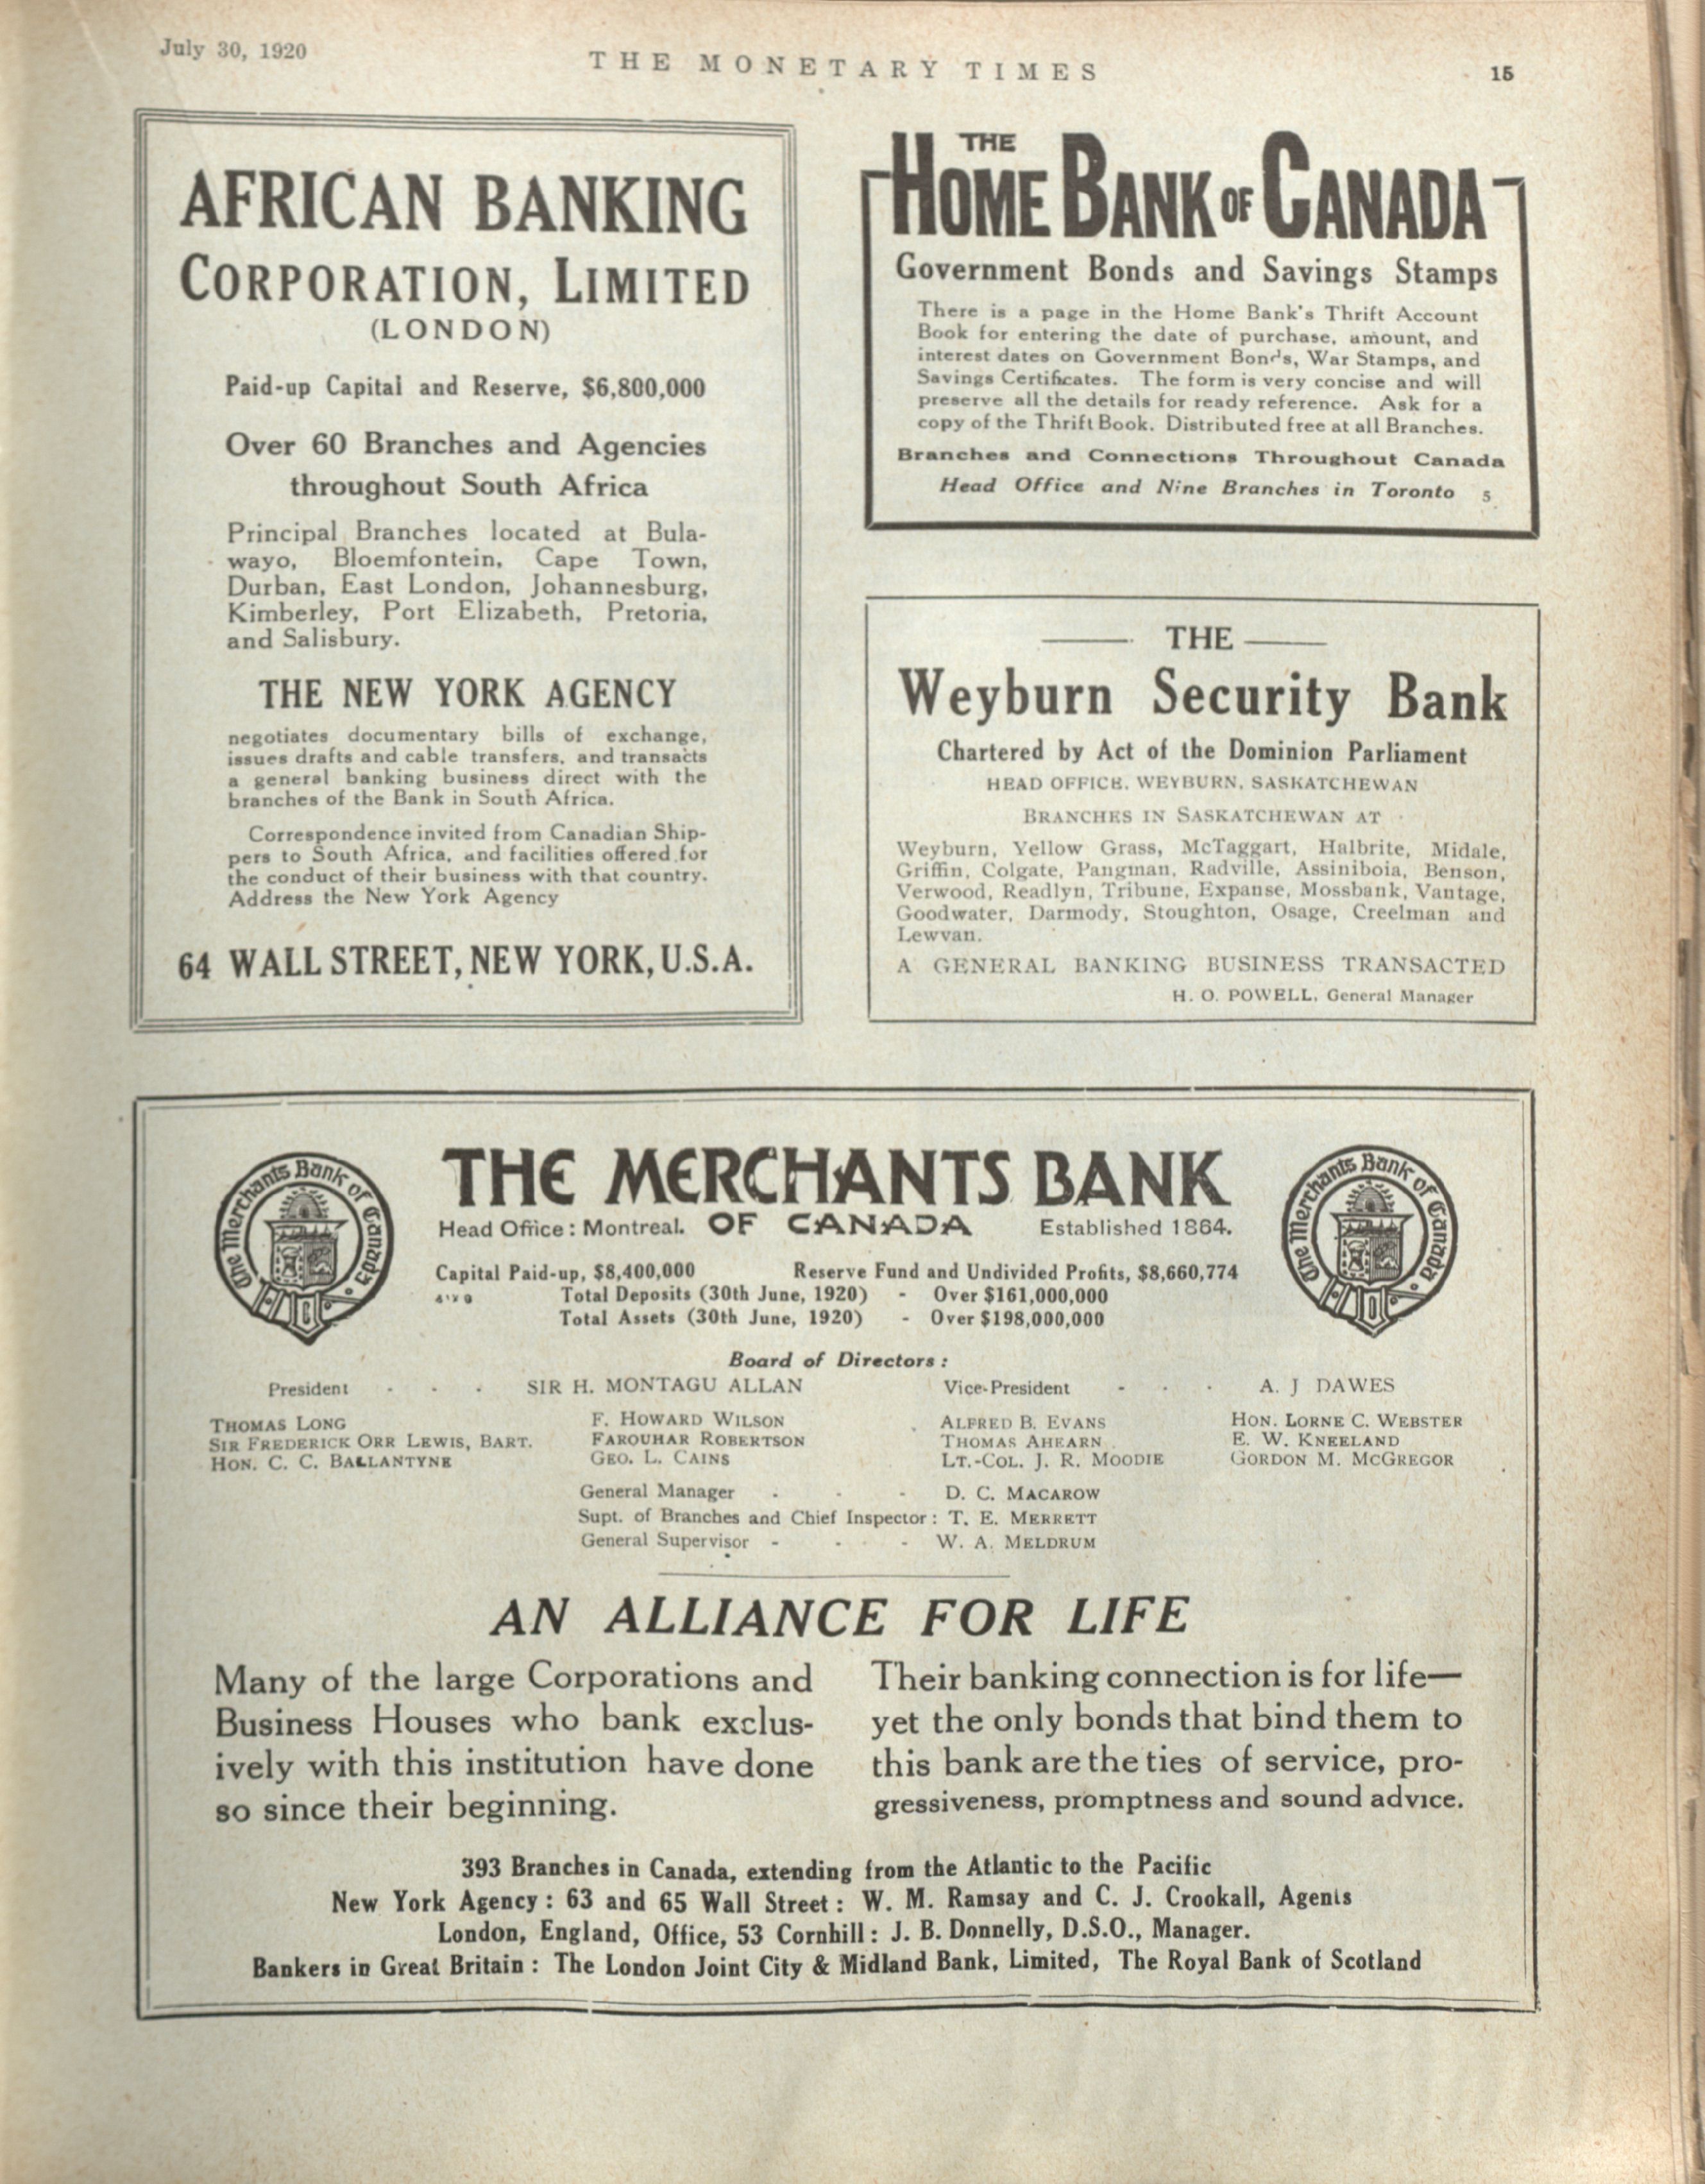 July 30, 1920
THE MONETARY TIMES
15
AFRICAN BANKING
CORPORATION, LIMITED
(LONDON)
Paid-up Capital and Reserve, $6,800,000
Over 60 Branches and Agencies
throughout South Africa
Principal Branches located at Bula-
wayo, Bloemfontein, Cape Town,
Durban, East London, Johannesburg,
Kimberley, Port Elizabeth, Pretoria,
and Salisbury.
THE NEW YORK AGENCY
negotiates documentary bills of exchange,
issues drafts and cable transfers, and transacts
a general banking business direct with the
branches of the Bank in South Africa.
Correspondence invited from Canadian Ship-
pers to South Africa, and facilities offered for
the conduct of their business with that country.
Address the New York Agency
64 WALL STREET, NEW YORK, U.S.A.
THE
HOME BANK OF CANADA
Government Bonds and Savings Stamps
There is a page in the Home Bank's Thrift Account
Book for entering the date of purchase, amount, and
interest dates on Government Bonds, War Stamps, and
Savings Certificates. The form is very concise and will
preserve all the details for ready reference. Ask for a
copy of the Thrift Book. Distributed free at all Branches.
Branches and Connections Throughout Canada
Head Office and Nine Branches in Toronto 5
THE
Weyburn Security Bank
Chartered by Act of the Dominion Parliament
HEAD OFFICE, WEYBURN, SASKATCHEWAN
BRANCHES IN SASKATCHEWAN AT
Weyburn, Yellow Grass, McTaggart, Halbrite, Midale,
Griffin, Colgate, Pangman, Radville, Assiniboia, Benson,
Verwood, Readlyn, Tribune, Expanse, Mossbank, Vantage,
Goodwater, Darmody, Stoughton, Osage, Creelman and
Lewvan.
A GENERAL BANKING BUSINESS TRANSACTED
H. O. POWELL, General Manager
The Merchants Bank of Canada
THE MERCHANTS BANK
The Merchants Bank of Canada
Head Office: Montreal. OF CANADA Established 1864.
Capital Paid-up, $8,400,000 Reserve Fund and Undivided Profits, $8,660,774
Total Deposits (30th June, 1920) - Over $161,000,000
Total Assets (30th June, 1920) - Over $198,000,000
Board of Directors:
President - - - SIR H. MONTAGU ALLAN Vice-President - - - A. J DAWES
THOMAS LONG F. HOWARD WILSON ALFRED B. EVANS HON. LORNE C. WEBSTER
SIR FREDERICK ORR LEWIS, BART. FARQUHAR ROBERTSON THOMAS AHEARN E. W. KNEELAND
HON. C. C. BALLANTYNE GEO. L. CAINS LT.-COL. J. R. MOODIE GORDON M. MCGREGOR
General Manager - - - D. C. MACAROW
Supt. of Branches and Chief Inspector: T. E. MERRETT
General Supervisor - - - W. A. MELDRUM
AN ALLIANCE FOR LIFE
Many of the large Corporations and
Business Houses who bank exclus-
ively with this institution have done
so since their beginning.
Their banking connection is for life—
yet the only bonds that bind them to
this bank are the ties of service, pro-
gressiveness, promptness and sound advice.
393 Branches in Canada, extending from the Atlantic to the Pacific
New York Agency: 63 and 65 Wall Street: W. M. Ramsay and C. J. Crookall, Agents
London, England, Office, 53 Cornhill: J. B. Donnelly, D.S.O., Manager.
Bankers in Great Britain: The London Joint City & Midland Bank, Limited, The Royal Bank of Scotland